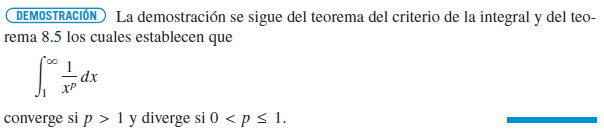 DEMOSTRACIÓN La demostración se sigue del teorema del criterio de la integral y del teo-
rema 8.5 los cuales establecen que
∫₁^∞ 1/xᵖ dx
converge si p > 1 y diverge si 0 < p ≤ 1.